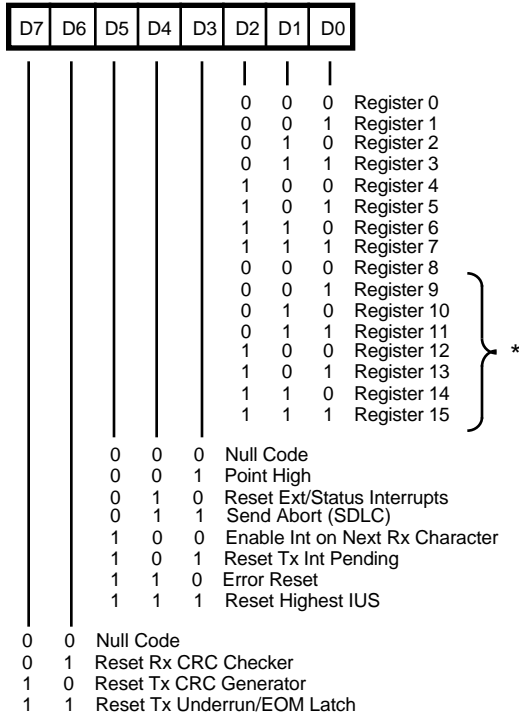 D7 D6 D5 D4 D3 D2 D1 D0
0 0 0 Register 0
0 0 1 Register 1
0 1 0 Register 2
0 1 1 Register 3
1 0 0 Register 4
1 0 1 Register 5
1 1 0 Register 6
1 1 1 Register 7
0 0 0 Register 8
0 0 1 Register 9
0 1 0 Register 10
0 1 1 Register 11
1 0 0 Register 12
*
1 0 1 Register 13
1 1 0 Register 14
1 1 1 Register 15
0 0 0 Null Code
0 0 1 Point High
0 1 0 Reset Ext/Status Interrupts
0 1 1 Send Abort (SDLC)
1 0 0 Enable Int on Next Rx Character
1 0 1 Reset Tx Int Pending
1 1 0 Error Reset
1 1 1 Reset Highest IUS
0 0 Null Code
0 1 Reset Rx CRC Checker
1 0 Reset Tx CRC Generator
1 1 Reset Tx Underrun/EOM Latch